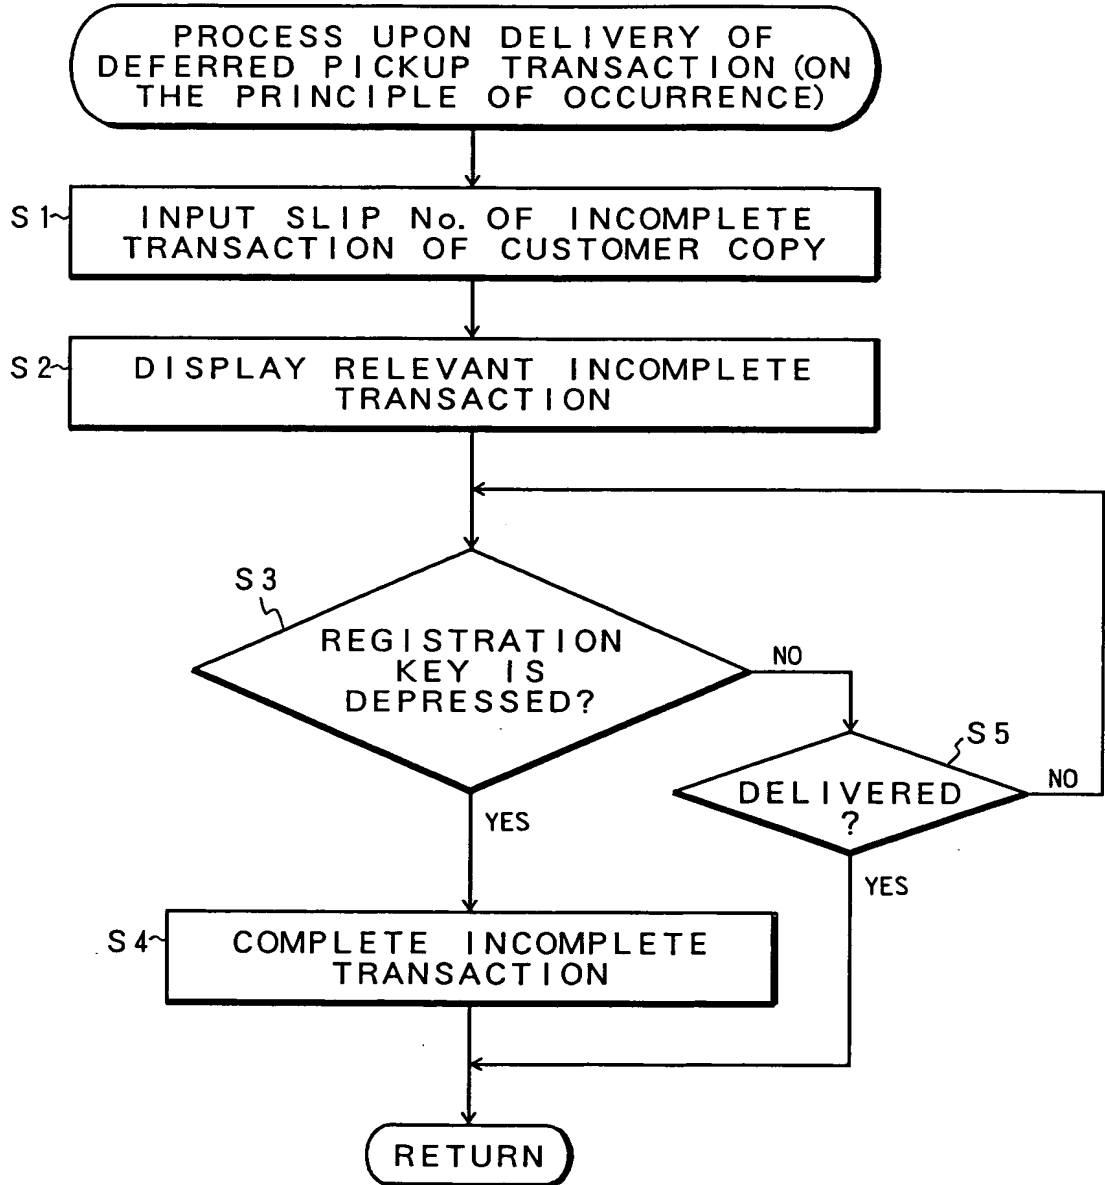 PROCESS UPON DELIVERY OF
DEFERRED PICKUP TRANSACTION (ON
THE PRINCIPLE OF OCCURRENCE)
S1
INPUT SLIP No. OF INCOMPLETE
TRANSACTION OF CUSTOMER COPY
S2
DISPLAY RELEVANT INCOMPLETE
TRANSACTION
S3
REGISTRATION
KEY IS
DEPRESSED?
NO
YES
S5
DELIVERED
?
NO
YES
S4
COMPLETE INCOMPLETE
TRANSACTION
RETURN